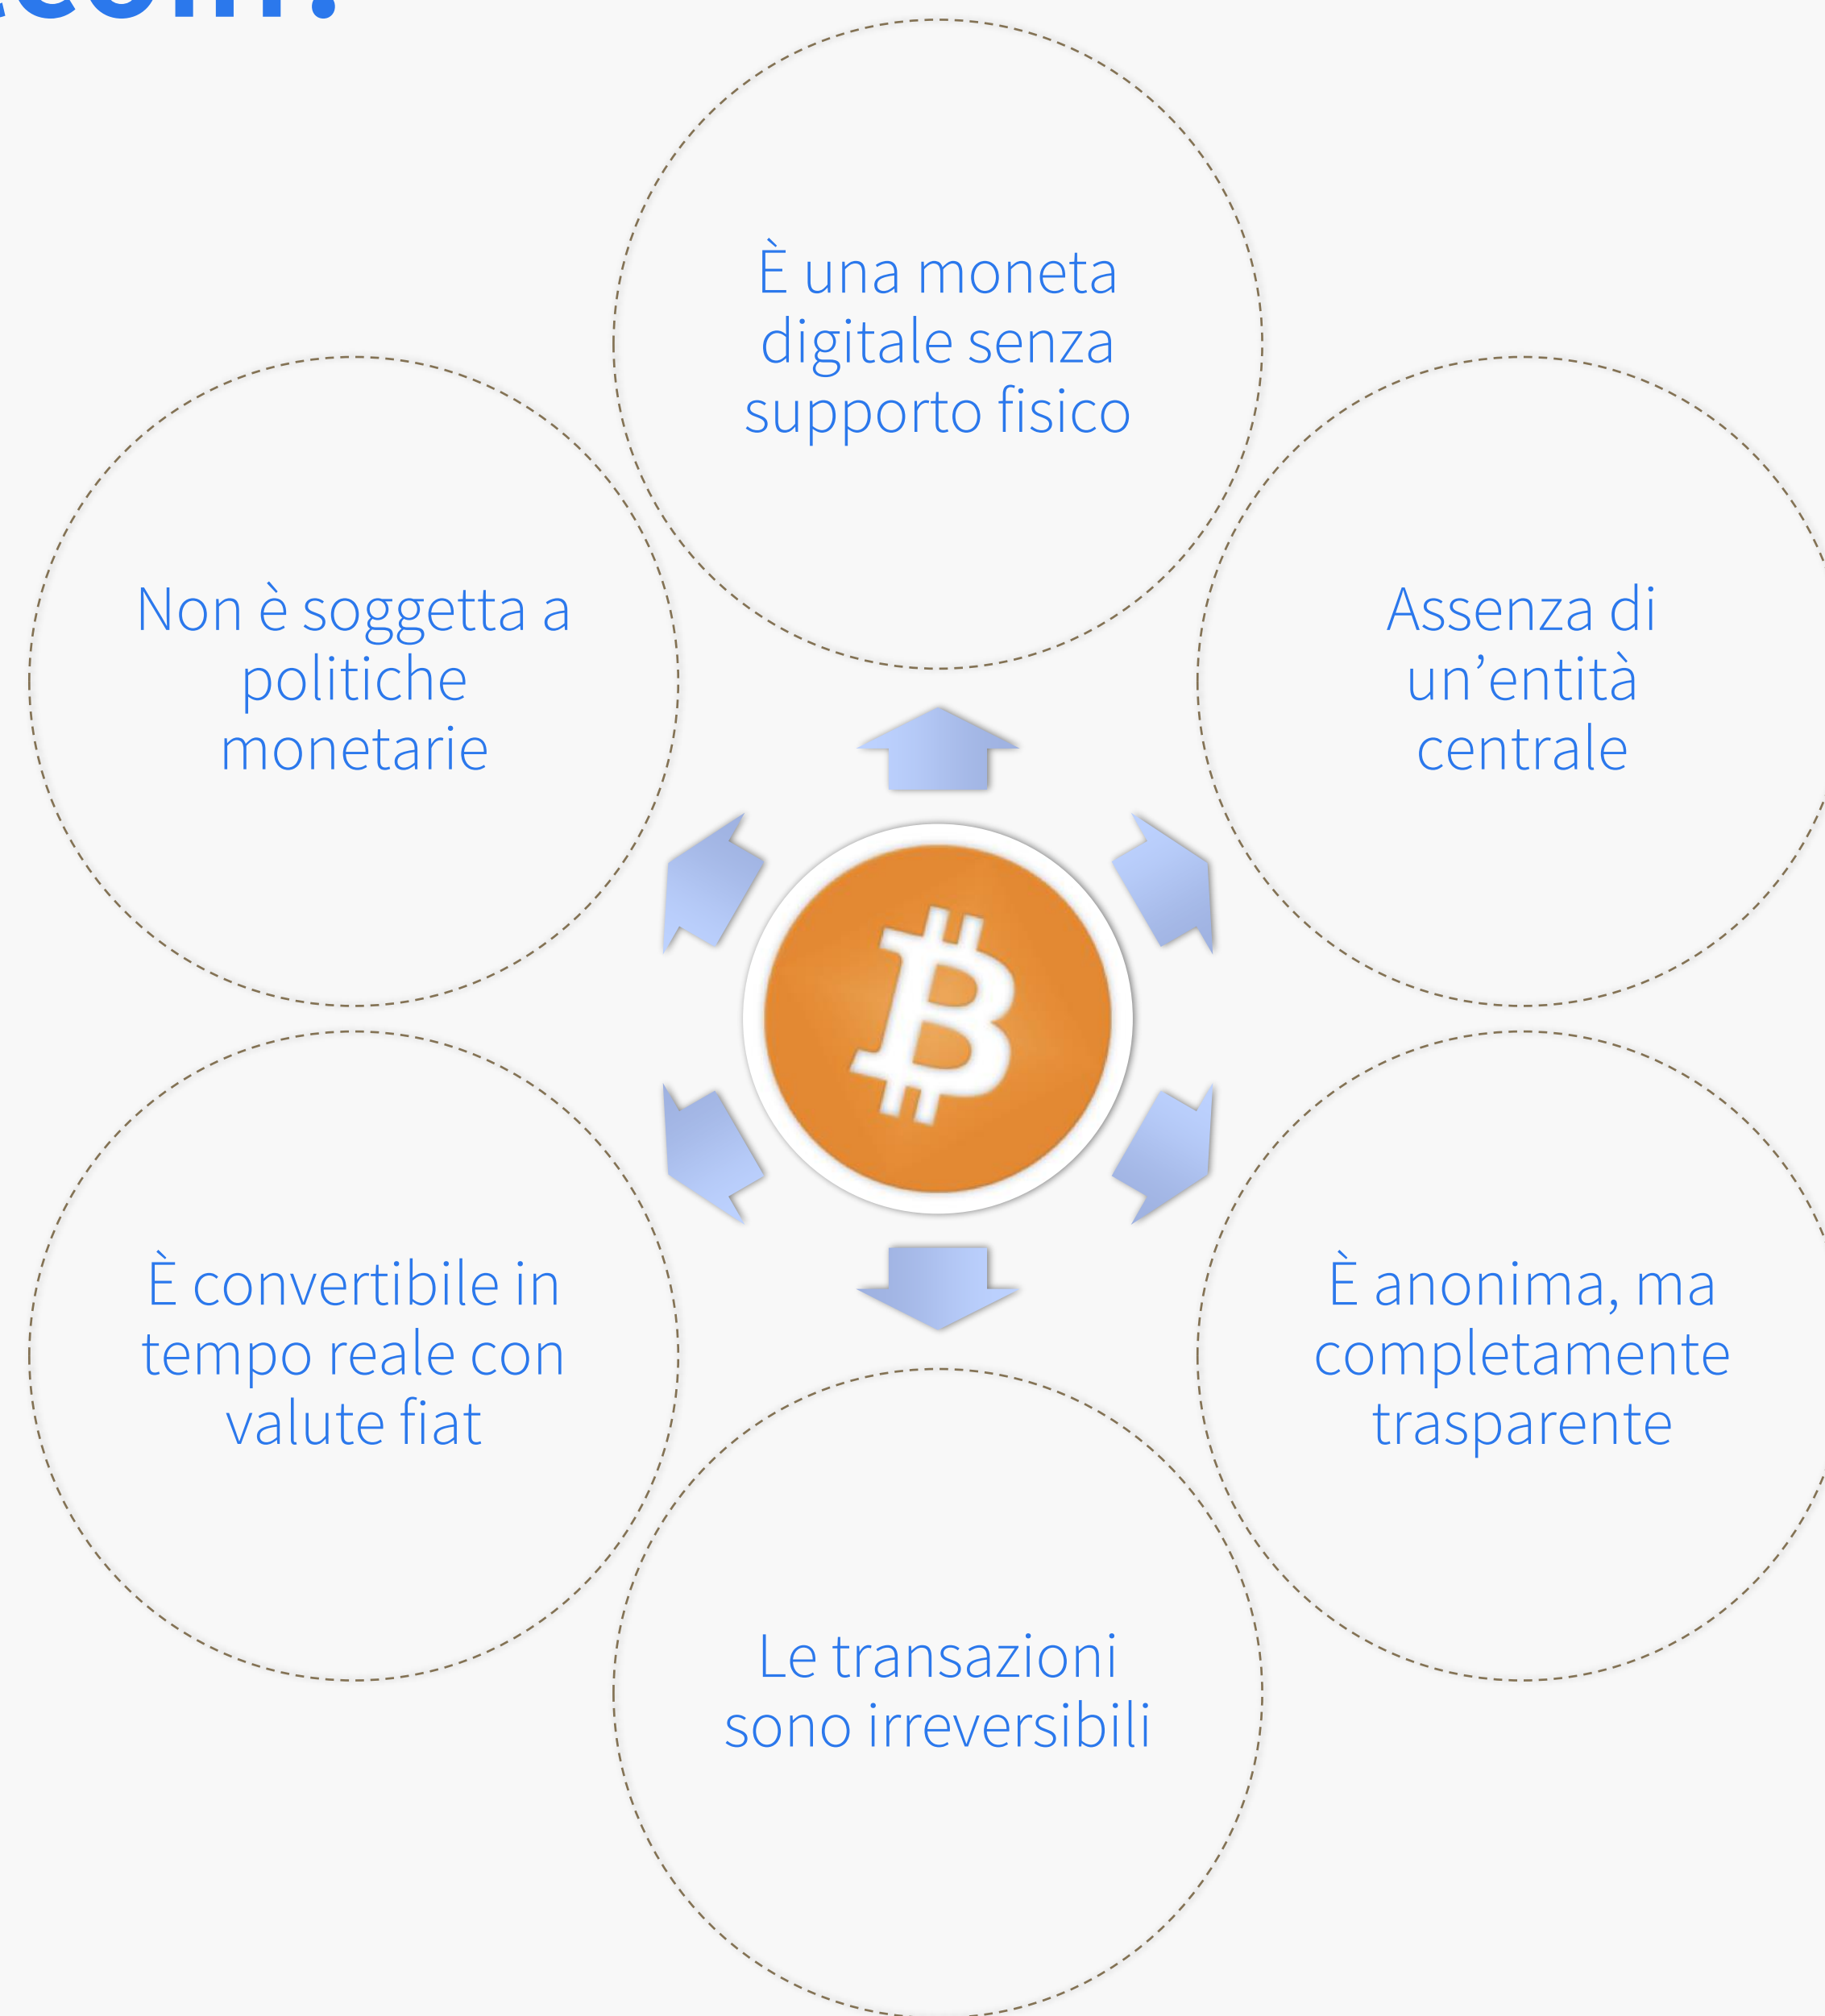 È una moneta
digitale senza
supporto fisico
Assenza di
un’entità
centrale
È anonima, ma
completamente
trasparente
Le transazioni
sono irreversibili
È convertibile in
tempo reale con
valute fiat
Non è soggetta a
politiche
monetarie